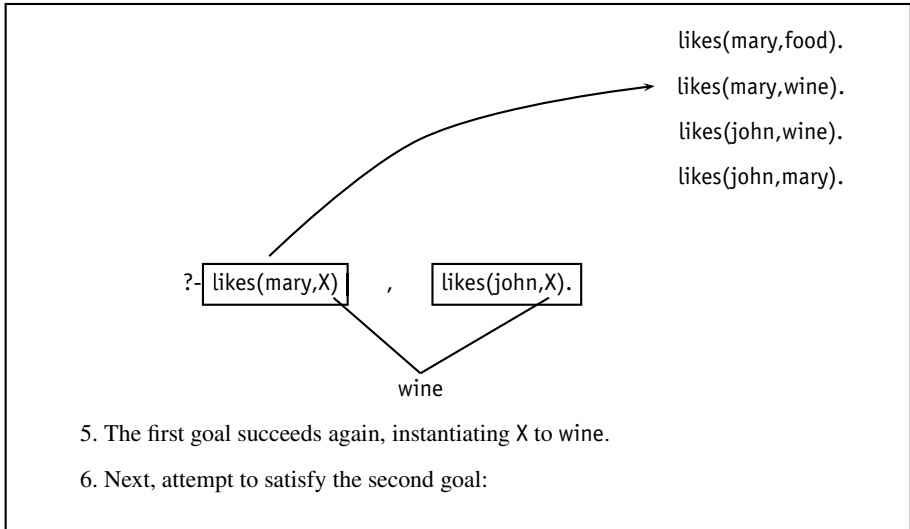 likes(mary,food).
likes(mary,wine).
likes(john,wine).
likes(john,mary).
?- likes(mary,X) , likes(john,X).
wine
5. The first goal succeeds again, instantiating X to wine.
6. Next, attempt to satisfy the second goal: